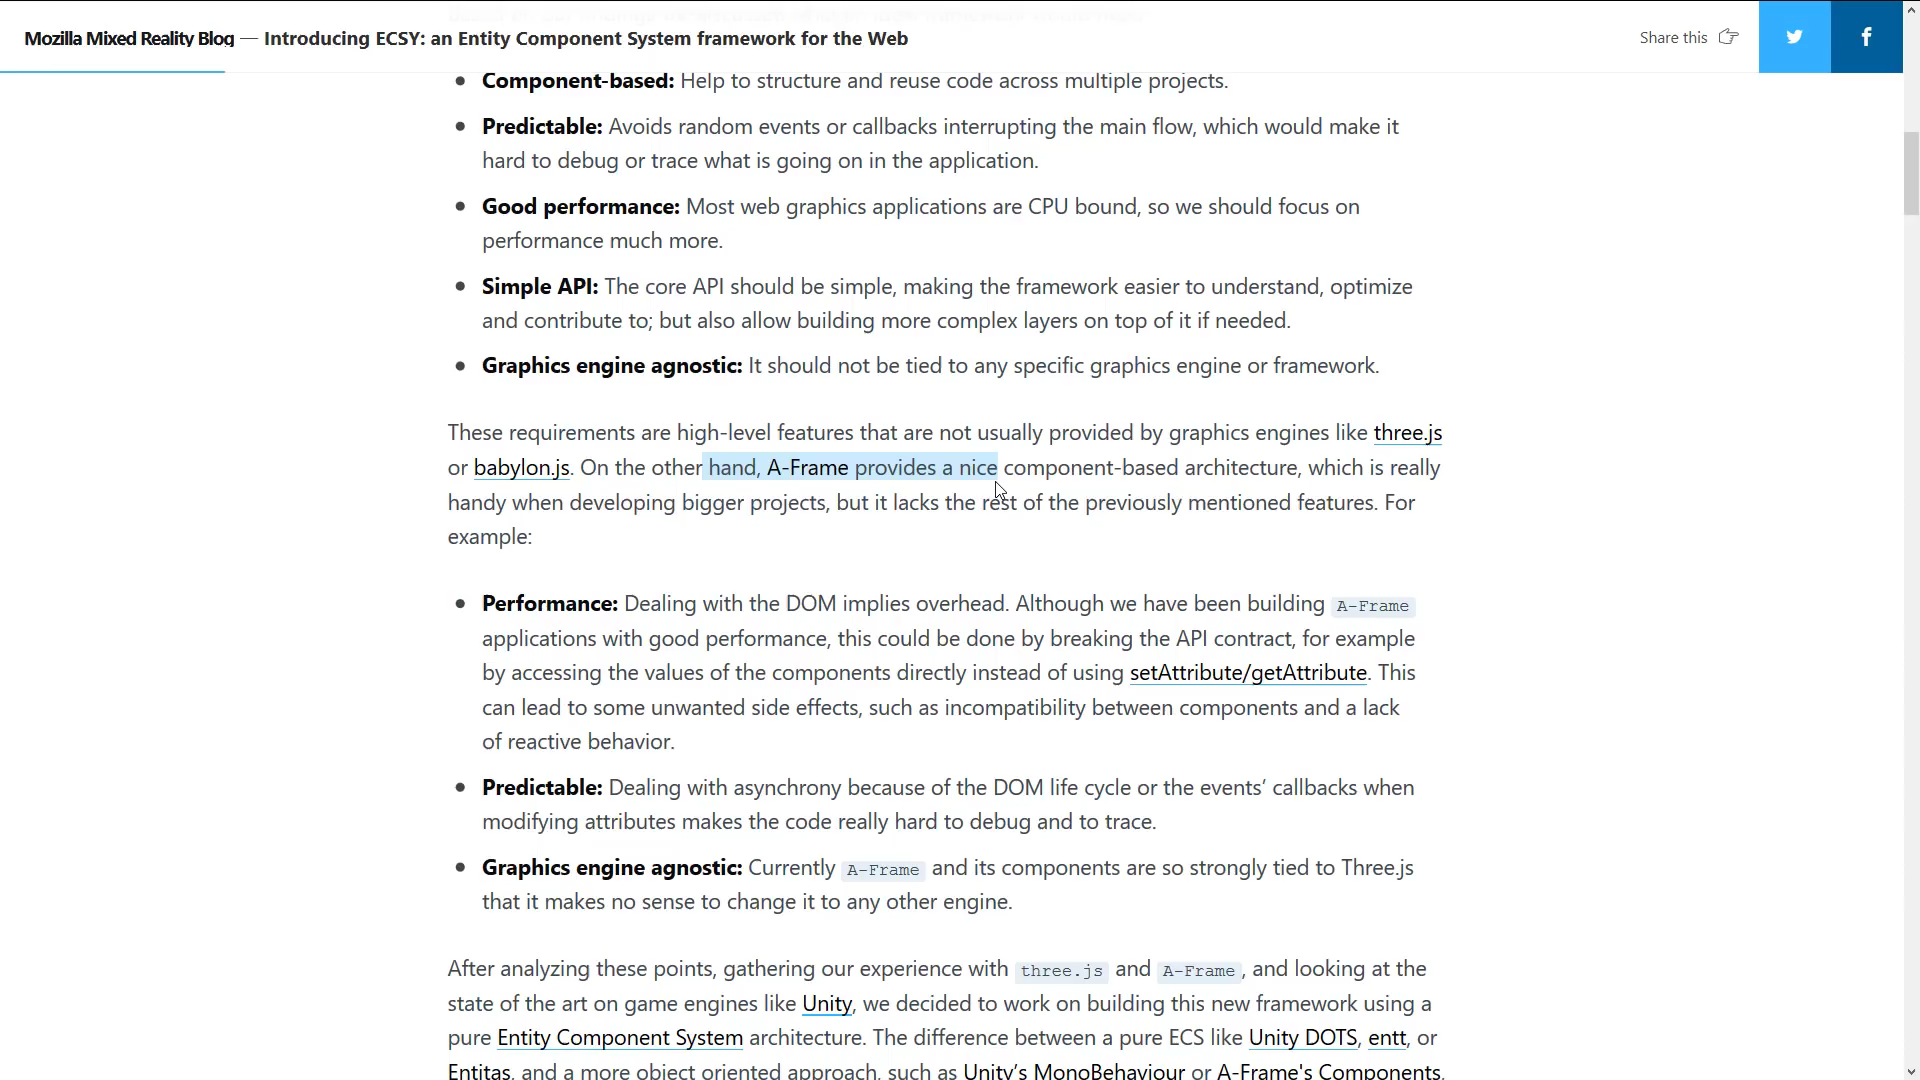 Mozilla Mixed Reality Blog — Introducing ECSY: an Entity Component System framework for the Web
Share this
Component-based: Help to structure and reuse code across multiple projects.
Predictable: Avoids random events or callbacks interrupting the main flow, which would make it
hard to debug or trace what is going on in the application.
Good performance: Most web graphics applications are CPU bound, so we should focus on
performance much more.
Simple API: The core API should be simple, making the framework easier to understand, optimize
and contribute to; but also allow building more complex layers on top of it if needed.
Graphics engine agnostic: It should not be tied to any specific graphics engine or framework.
These requirements are high-level features that are not usually provided by graphics engines like three.js
or babylon.js. On the other hand, A-Frame provides a nice component-based architecture, which is really
handy when developing bigger projects, but it lacks the rest of the previously mentioned features. For
example:
Performance: Dealing with the DOM implies overhead. Although we have been building A-Frame
applications with good performance, this could be done by breaking the API contract, for example
by accessing the values of the components directly instead of using setAttribute/getAttribute. This
can lead to some unwanted side effects, such as incompatibility between components and a lack
of reactive behavior.
Predictable: Dealing with asynchrony because of the DOM life cycle or the events’ callbacks when
modifying attributes makes the code really hard to debug and to trace.
Graphics engine agnostic: Currently A-Frame and its components are so strongly tied to Three.js
that it makes no sense to change it to any other engine.
After analyzing these points, gathering our experience with three.js and A-Frame, and looking at the
state of the art on game engines like Unity, we decided to work on building this new framework using a
pure Entity Component System architecture. The difference between a pure ECS like Unity DOTS, entt, or
Entitas, and a more object oriented approach, such as Unity’s MonoBehaviour or A-Frame's Components,